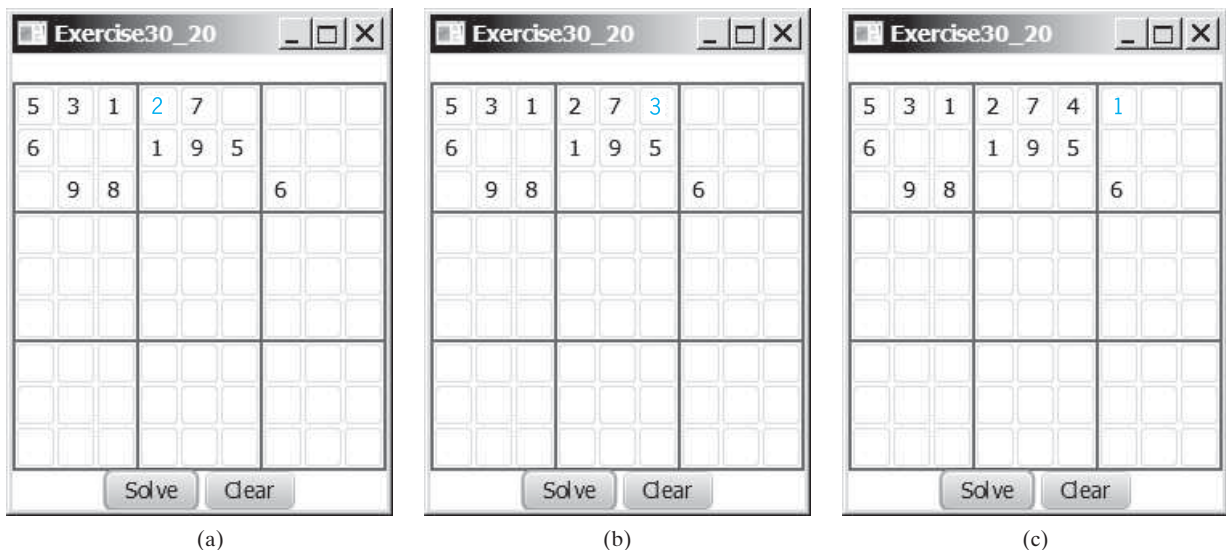 Exercise30_20
5 3 1 2 7
6 1 9 5
9 8 6
Solve Clear
(a)
Exercise30_20
5 3 1 2 7 3
6 1 9 5
9 8 6
Solve Clear
(b)
Exercise30_20
5 3 1 2 7 4 1
6 1 9 5
9 8 6
Solve Clear
(c)